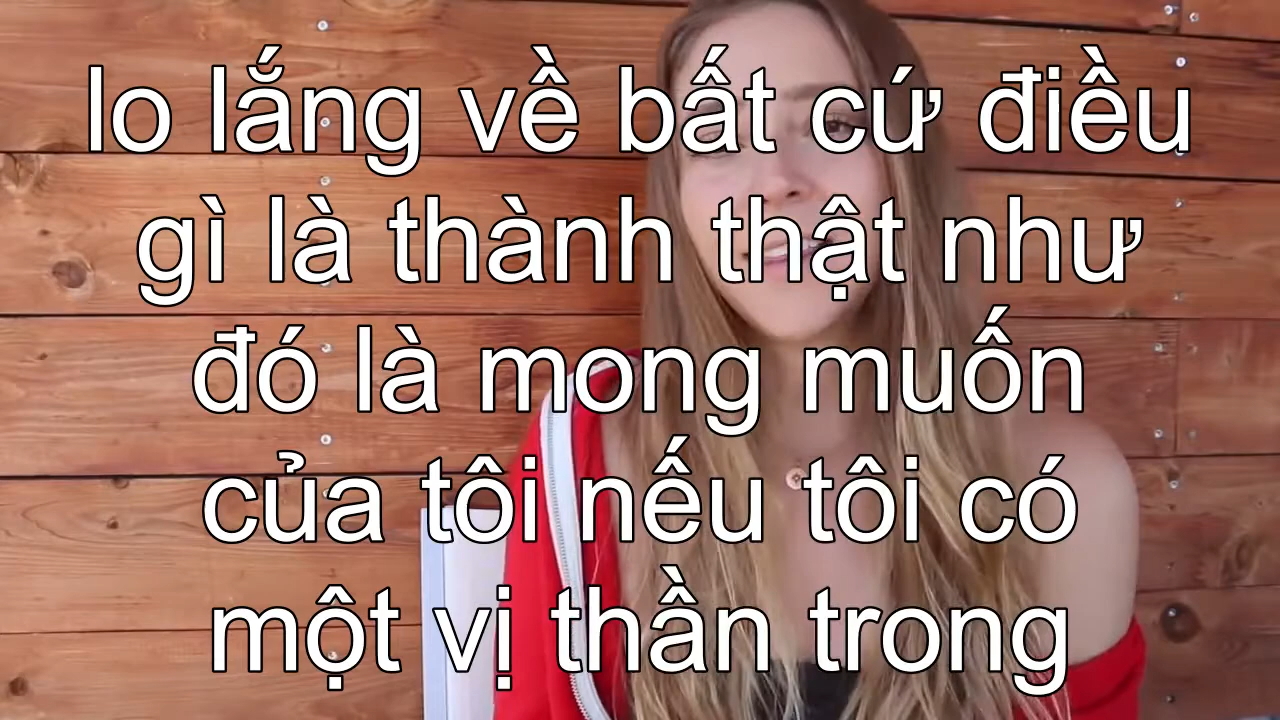 lo lắng về bất cứ điều
gì là thành thật như
đó là mong muốn
của tôi nếu tôi có
một vị thần trong